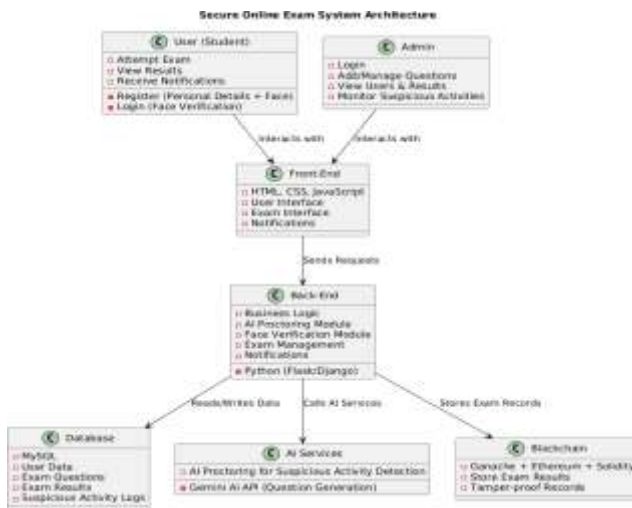 Secure Online Exam System Architecture
C User (Student)
Attempt Exam
View Results
Receive Notifications
Register (Personal Details + Face)
Login (Face Verification)
C Admin
Login
Add/Manage Questions
View Users & Results
Monitor Suspicious Activities
Interacts with
Interacts with
C Front-End
HTML, CSS, JavaScript
User Interface
Exam Interface
Notifications
Sends Requests
C Back-End
Business Logic
AI Proctoring Module
Face Verification Module
Exam Management
Notifications
Python (Flask/Django)
Reads/Writes Data
Calls AI Services
Stores Exam Records
C Database
MySQL
User Data
Exam Questions
Exam Results
Suspicious Activity Logs
C AI Services
AI Proctoring for Suspicious Activity Detection
Gemini AI API (Question Generation)
C Blockchain
Ganache + Ethereum + Solidity
Store Exam Results
Tamper-proof Records